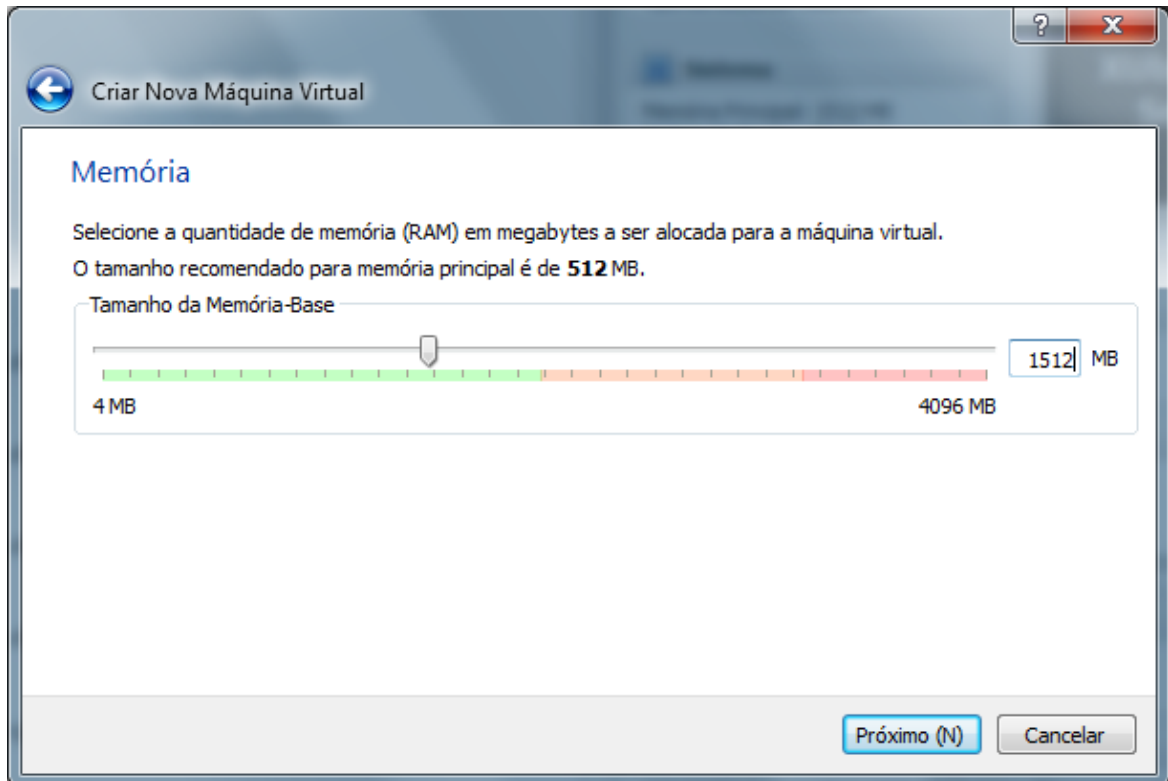 ?
X
Criar Nova Máquina Virtual
Memória
Selecione a quantidade de memória (RAM) em megabytes a ser alocada para a máquina virtual.
O tamanho recomendado para memória principal é de 512 MB.
Tamanho da Memória-Base
1512 MB
4 MB 4096 MB
Próximo (N) Cancelar